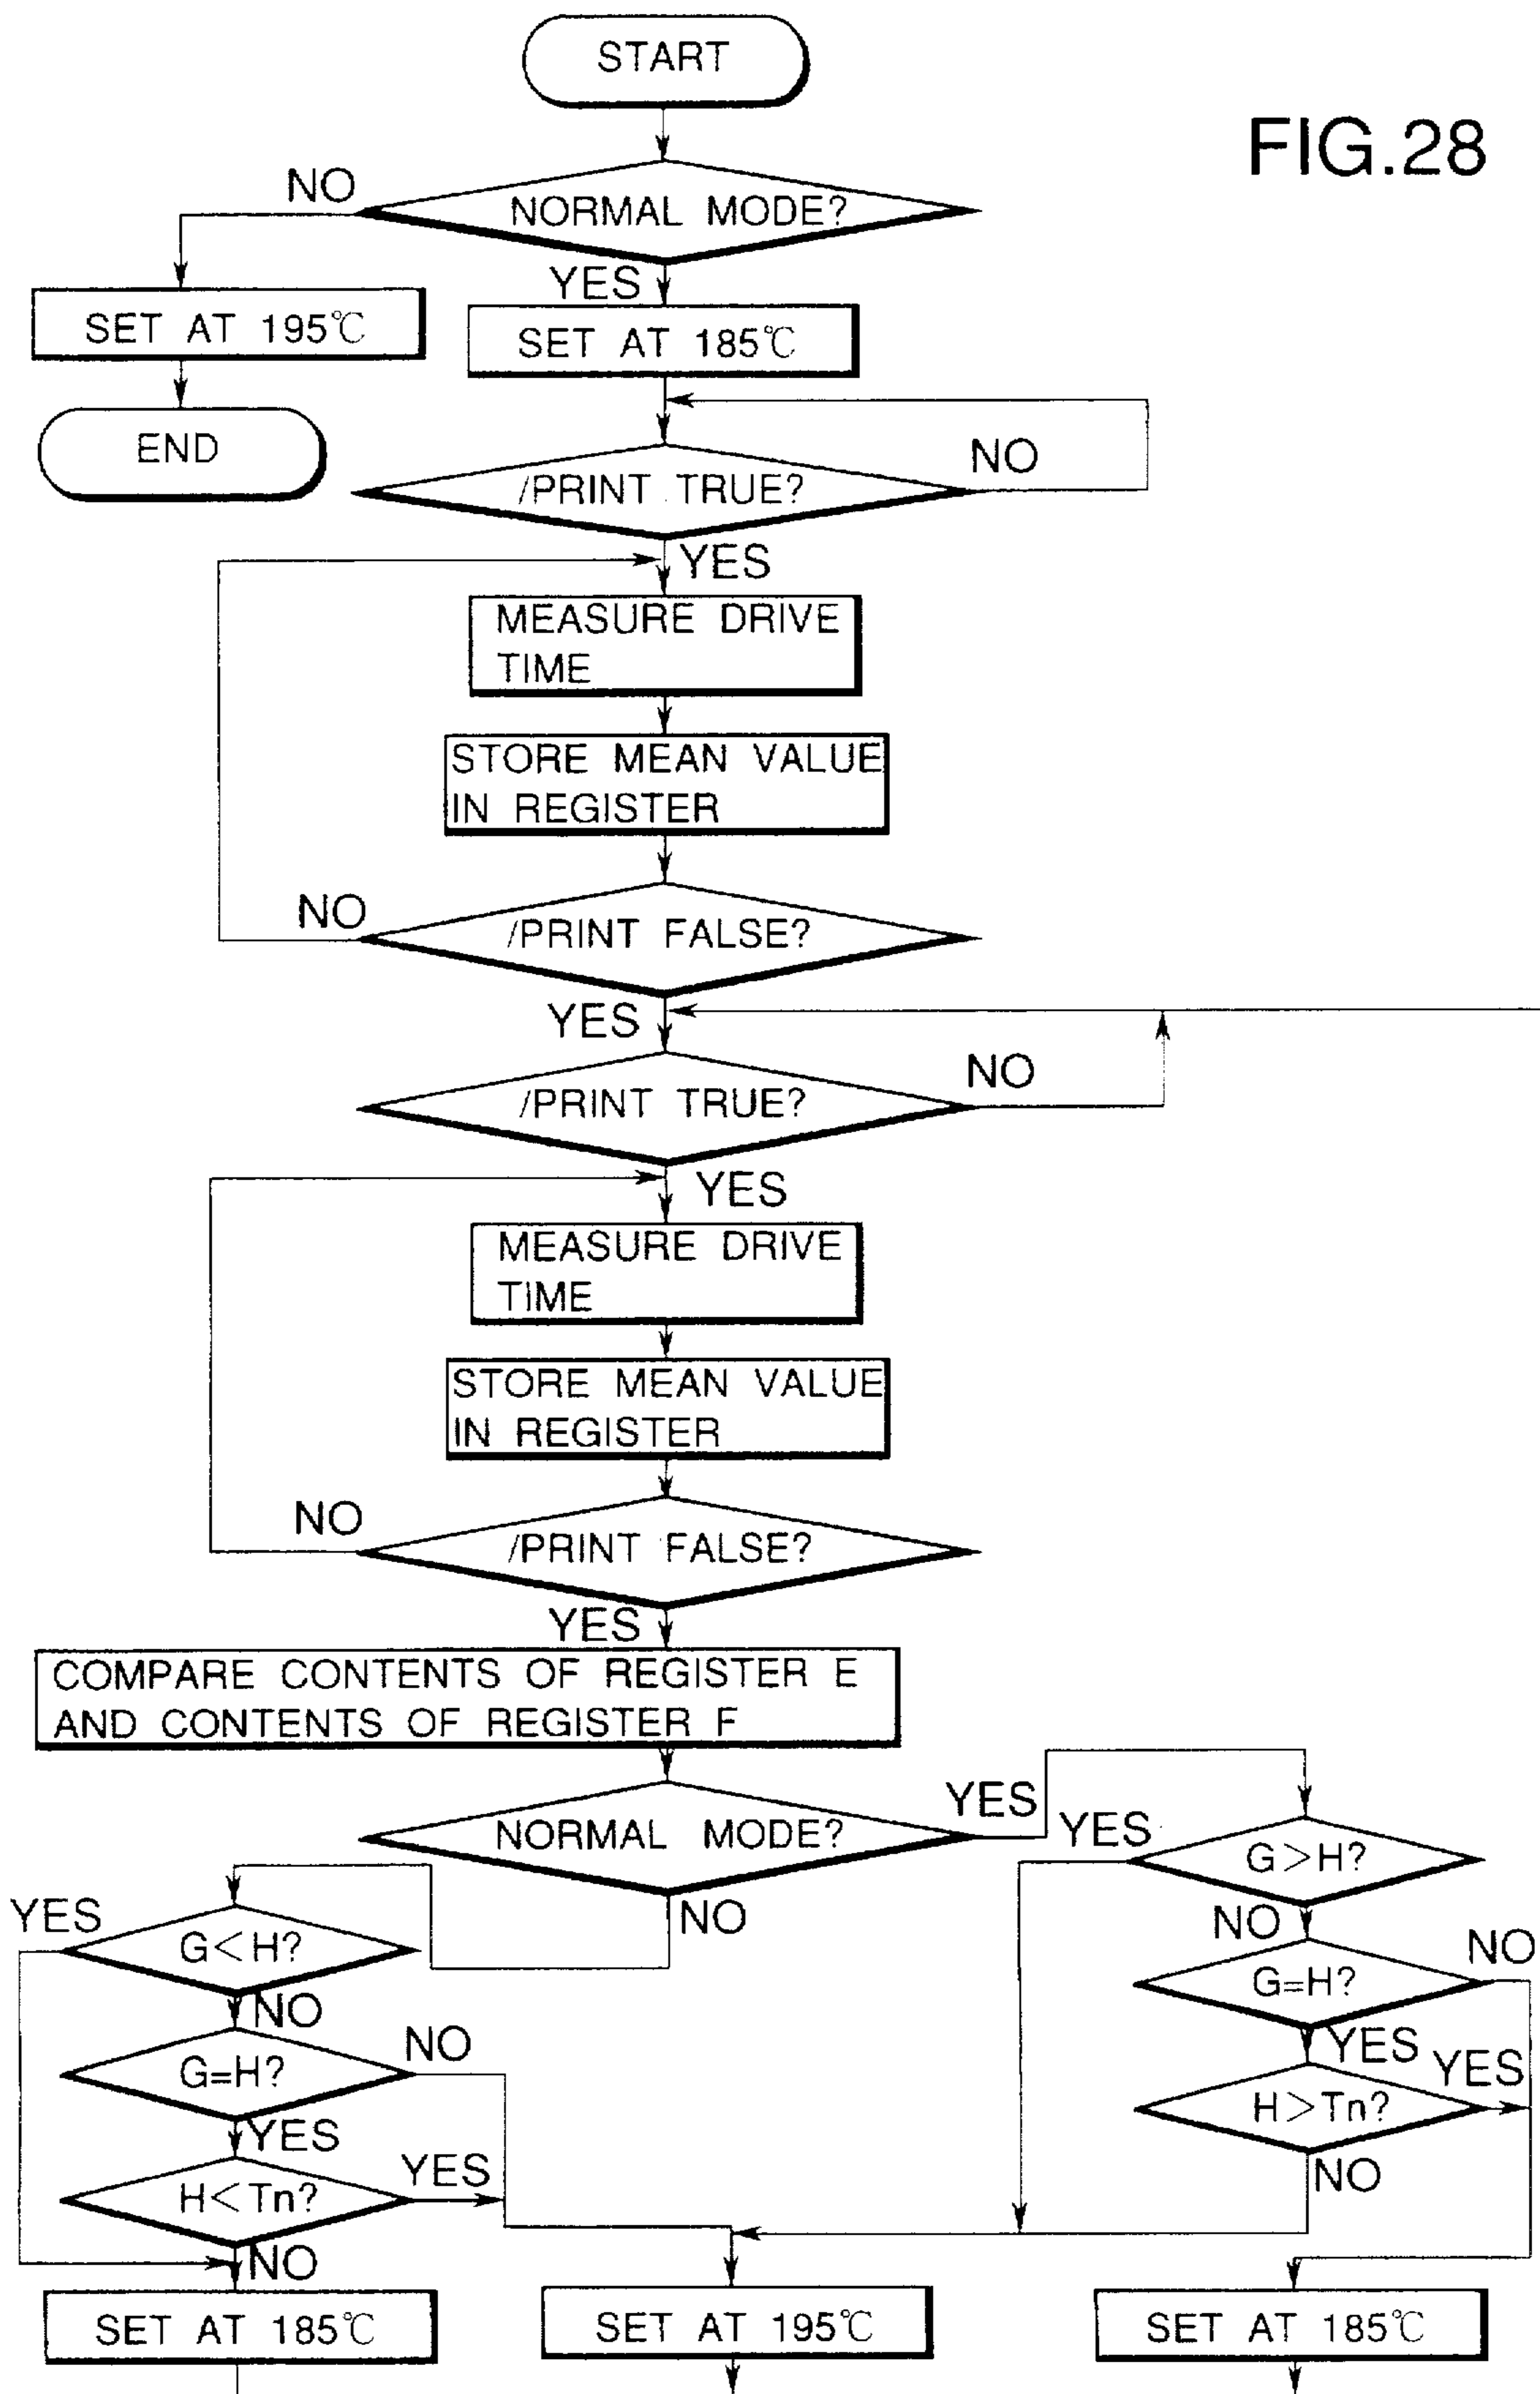 START
FIG.28
NO
NORMAL MODE?
YES
SET AT 195℃
SET AT 185℃
END
NO
/PRINT TRUE?
YES
MEASURE DRIVE
TIME
STORE MEAN VALUE
IN REGISTER
NO
/PRINT FALSE?
YES
NO
/PRINT TRUE?
YES
MEASURE DRIVE
TIME
STORE MEAN VALUE
IN REGISTER
NO
/PRINT FALSE?
YES
COMPARE CONTENTS OF REGISTER E
AND CONTENTS OF REGISTER F
NORMAL MODE?
YES
YES
G>H?
NO
NO
YES
G<H?
NO
G=H?
NO
NO
G=H?
YES
YES
YES
H>Tn?
YES
YES
H<Tn?
NO
NO
SET AT 185℃
SET AT 195℃
SET AT 185℃